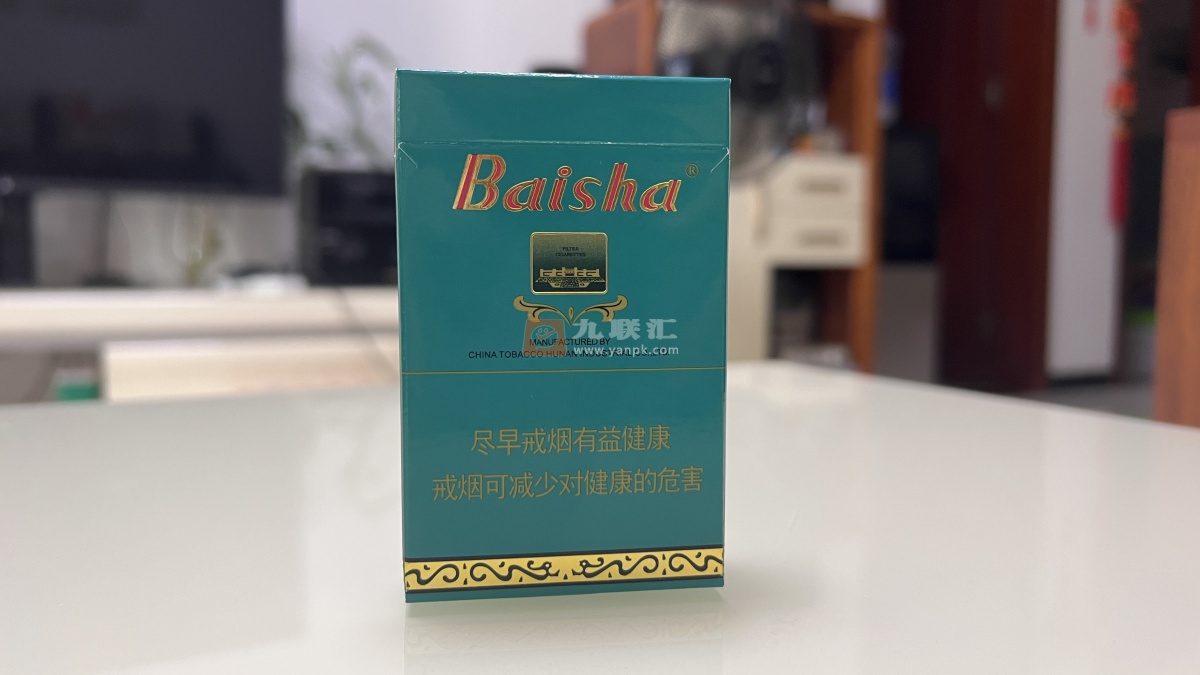 Baisha®
FILTER
CIGARETTES
九联汇
MANUFACTURED BY
www.yanpk.com
CHINA TOBACCO HUNAN
尽早戒烟有益健康
戒烟可减少对健康的危害